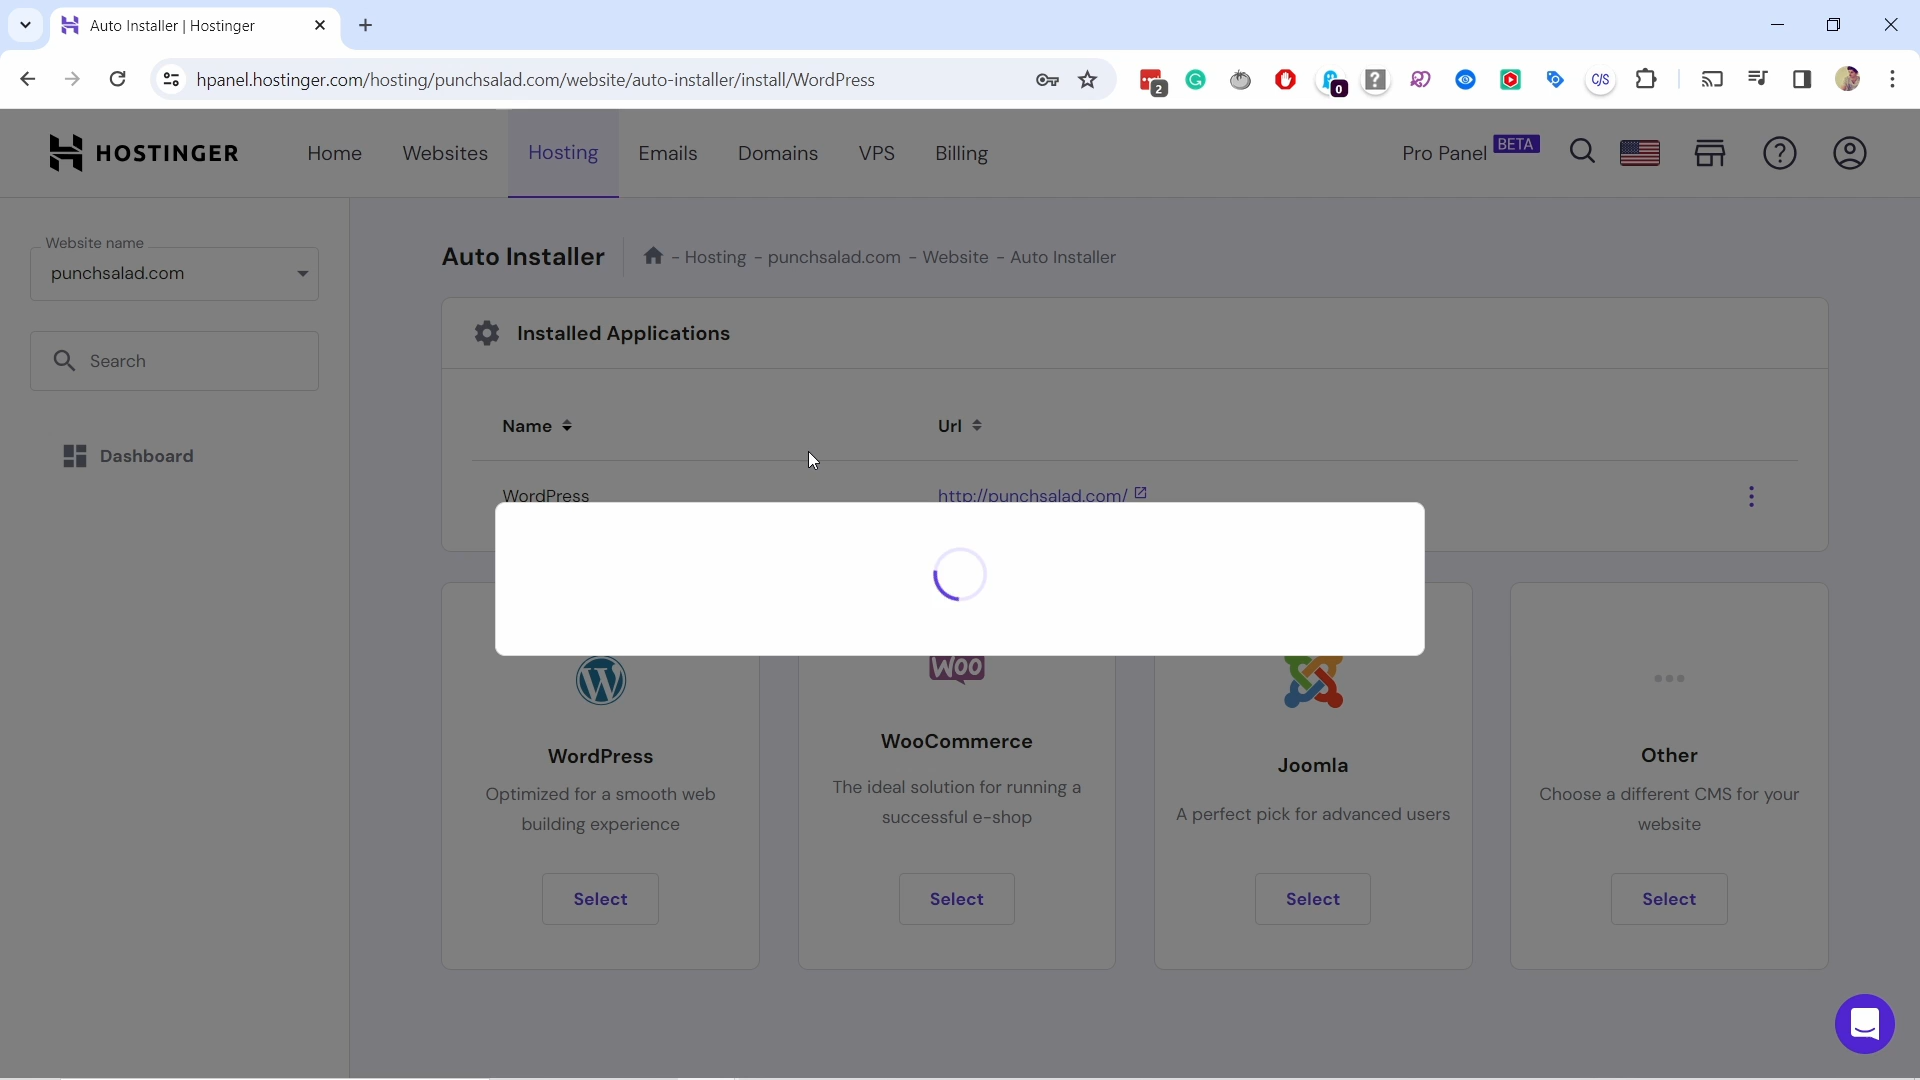 Auto Installer | Hostinger
hpanel.hostinger.com/hosting/punchsalad.com/website/auto-installer/install/WordPress
2
0
?
C/S
HOSTINGER
Home
Websites
Hosting
Emails
Domains
VPS
Billing
Pro Panel BETA
Website name
punchsalad.com
Search
Dashboard
Auto Installer
- Hosting - punchsalad.com - Website - Auto Installer
Installed Applications
Name
Url
WordPress
http://punchsalad.com/
WordPress
Optimized for a smooth web
building experience
Select
Woo
WooCommerce
The ideal solution for running a
successful e-shop
Select
Joomla
A perfect pick for advanced users
Select
Other
Choose a different CMS for your
website
Select